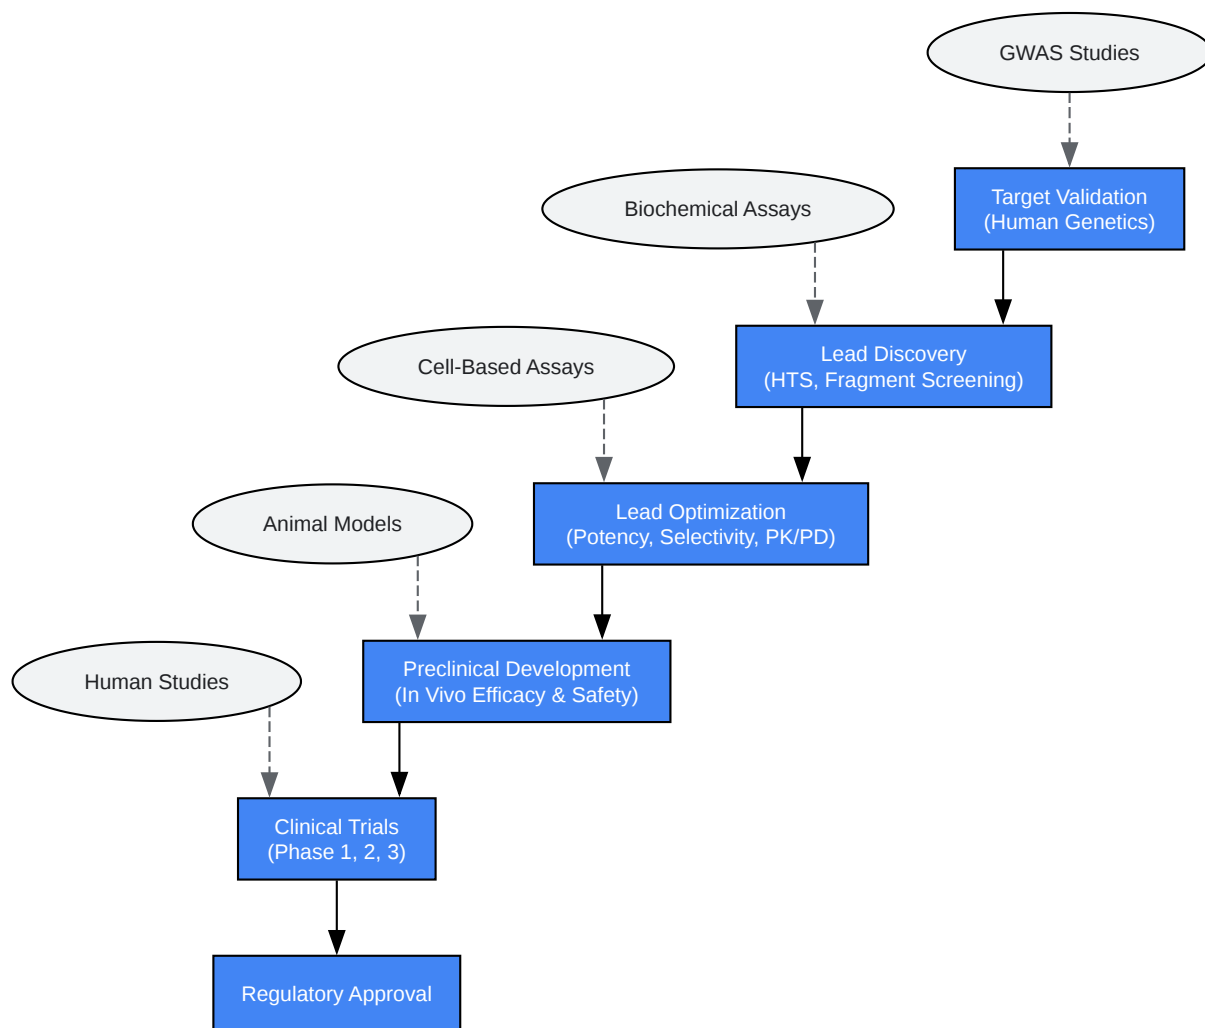 GWAS Studies
Target Validation
(Human Genetics)
Biochemical Assays
Lead Discovery
(HTS, Fragment Screening)
Cell-Based Assays
Lead Optimization
(Potency, Selectivity, PK/PD)
Animal Models
Preclinical Development
(In Vivo Efficacy & Safety)
Human Studies
Clinical Trials
(Phase 1, 2, 3)
Regulatory Approval